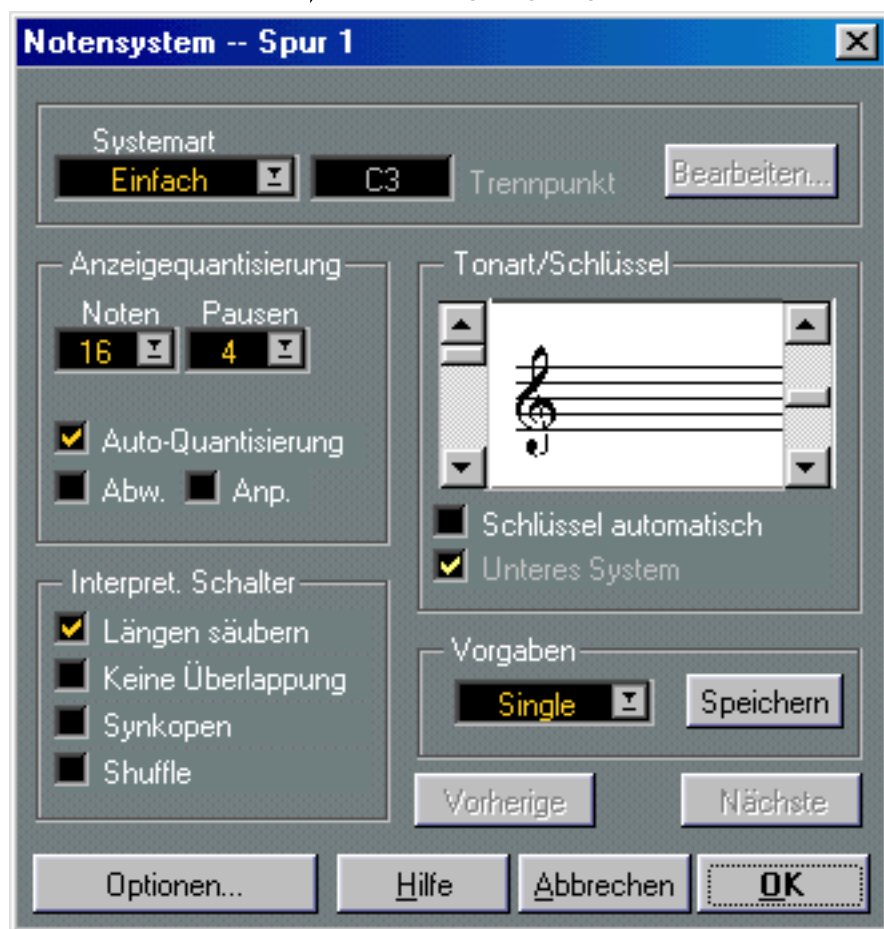 Notensystem -- Spur 1
Systemart
Einfach
C3
Trennpunkt
Bearbeiten...
Anzeigequantisierung
Noten Pausen
16 4
Auto-Quantisierung
Abw. Anp.
Tonart/Schlüssel
Schlüssel automatisch
Unteres System
Interpret. Schalter
Längen säubern
Keine Überlappung
Synkopen
Shuffle
Vorgaben
Single
Speichern
Vorherige
Nächste
Optionen...
Hilfe
Abbrechen
OK